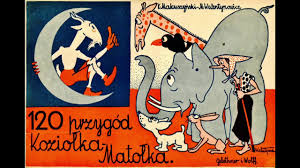 K. Makuszyński - M. Walentynowicz
120 przygód
Koziołka
Matołka.
Gebethner i Wolff